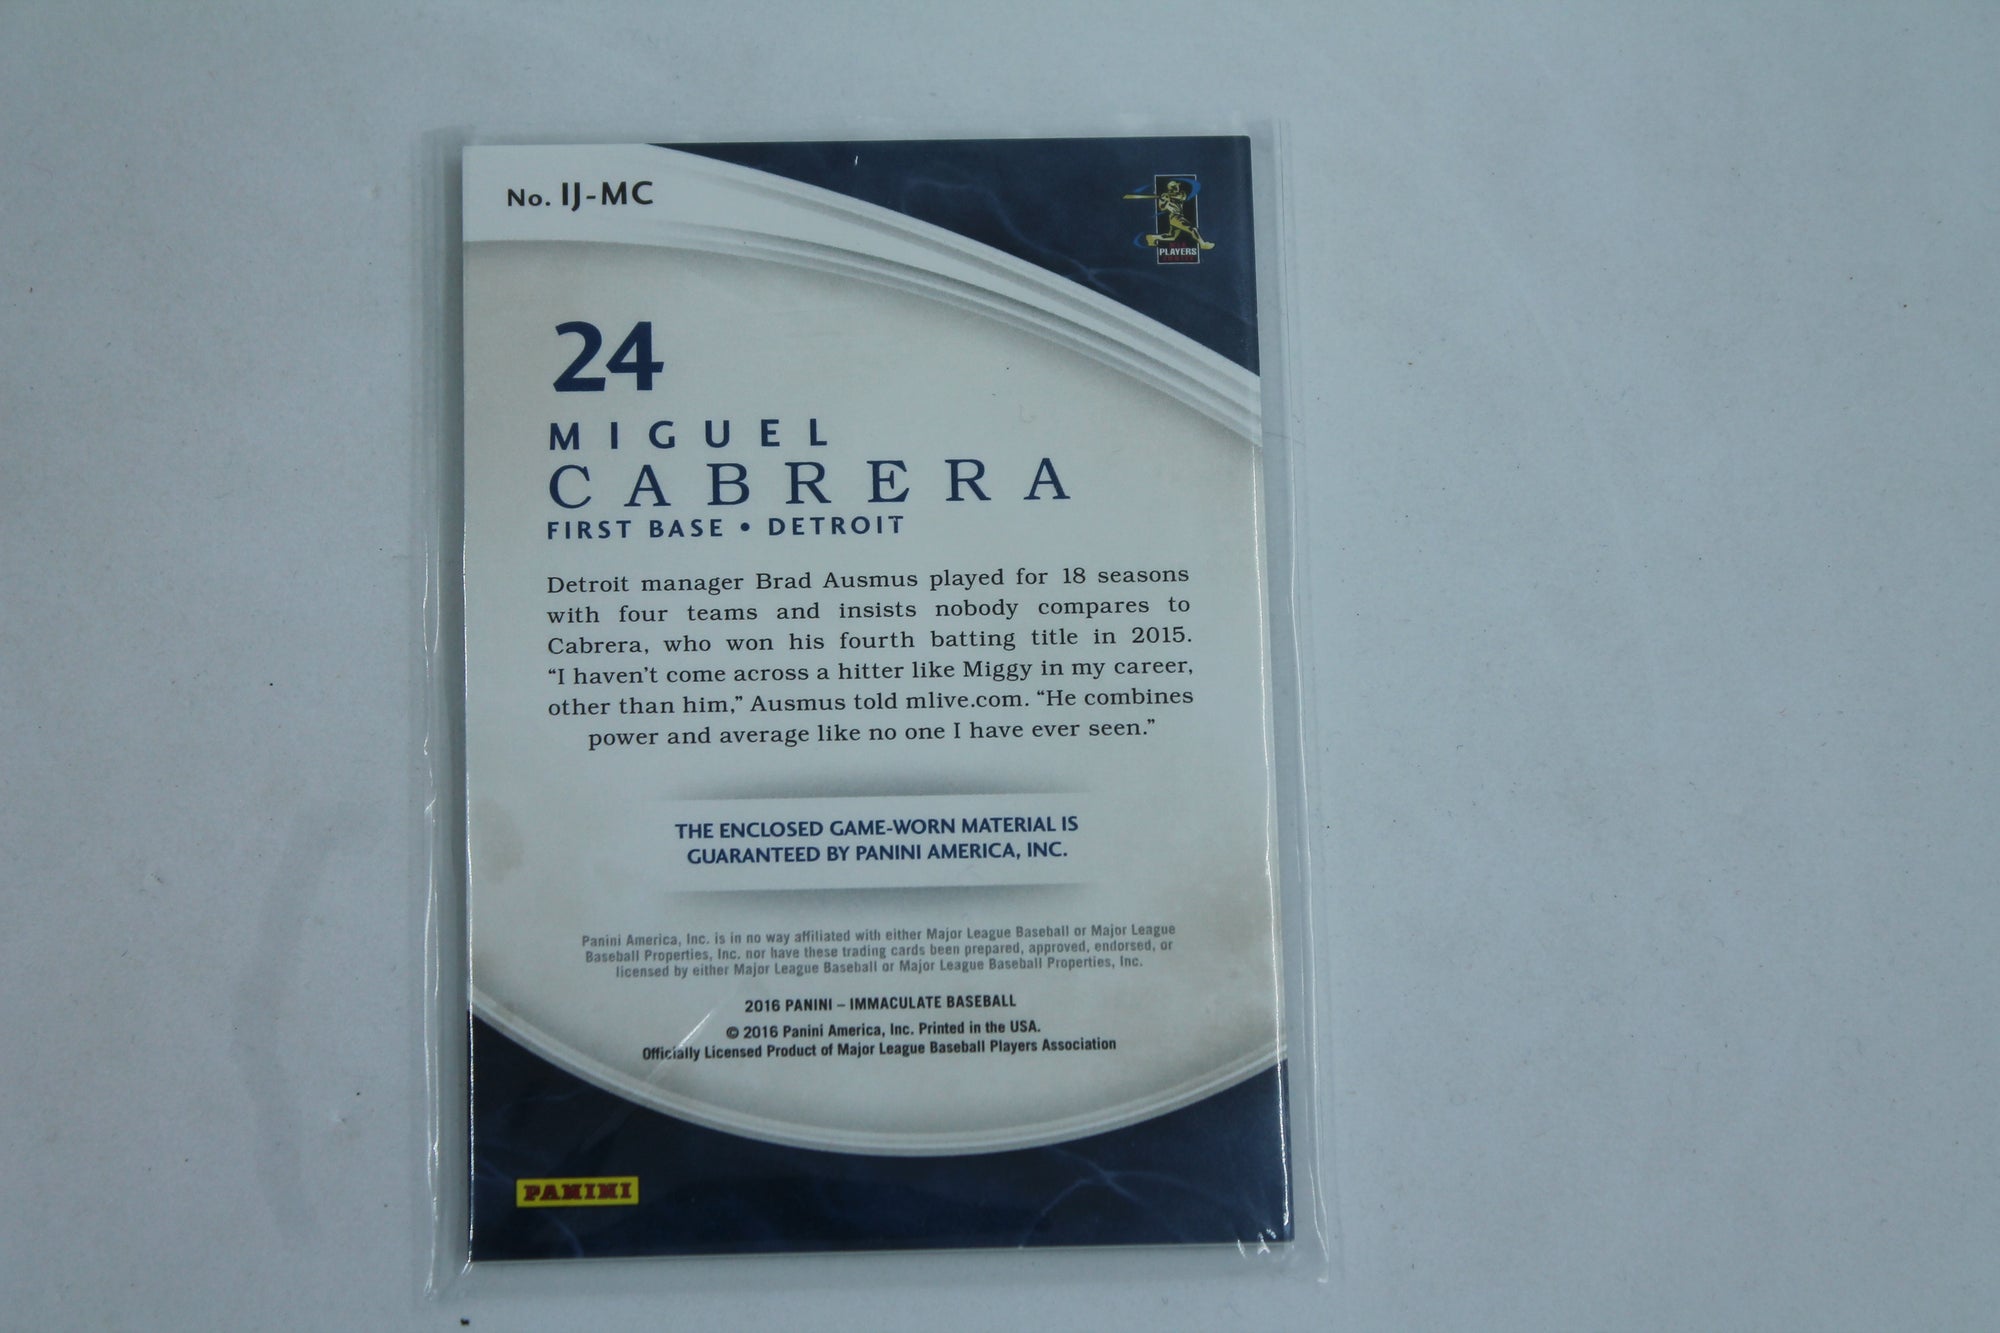 No. IJ-MC
PLAYERS
24
MIGUEL
CABRERA
FIRST BASE • DETROIT
Detroit manager Brad Ausmus played for 18 seasons
with four teams and insists nobody compares to
Cabrera, who won his fourth batting title in 2015.
“I haven’t come across a hitter like Miggy in my career,
other than him,” Ausmus told mlive.com. “He combines
power and average like no one I have ever seen.”
THE ENCLOSED GAME-WORN MATERIAL IS
GUARANTEED BY PANINI AMERICA, INC.
Panini America, Inc. is in no way affiliated with either Major League Baseball or Major League
Baseball Properties, Inc. nor have these trading cards been prepared, approved, endorsed, or
licensed by either Major League Baseball or Major League Baseball Properties, Inc.
2016 PANINI – IMMACULATE BASEBALL
© 2016 Panini America, Inc. Printed in the USA.
Officially Licensed Product of Major League Baseball Players Association
PANINI